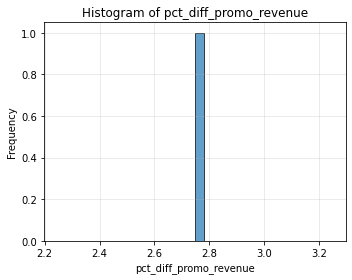 Histogram of pct_diff_promo_revenue
1.0
0.8
0.6
0.4
0.2
0.0
Frequency
2.2 2.4 2.6 2.8 3.0 3.2
pct_diff_promo_revenue